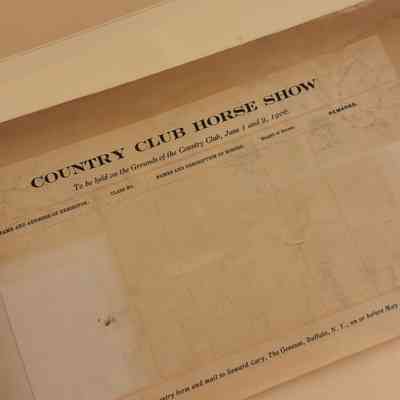 COUNTRY CLUB HORSE SHOW
To be held on the Grounds of the Country Club, June 1 and 2, 1906.
NAME AND ADDRESS OF EXHIBITOR. CLASS NO. NAMES AND DESCRIPTION OF HORSES. REMARKS.
entry form and mail to Seward Cary, The Genesee, Buffalo, N. Y., on or before May